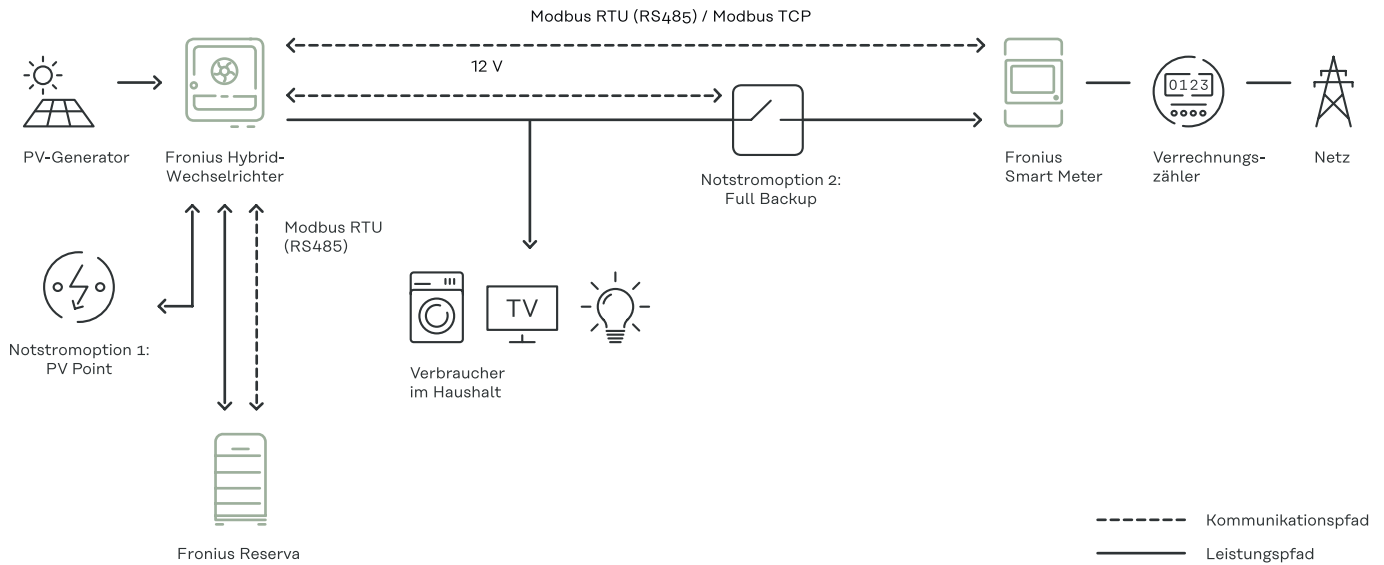 Modbus RTU (RS485) / Modbus TCP
12 V
0123
PV-Generator
Fronius Hybrid-
Wechselrichter
Notstromoption 2:
Full Backup
Fronius
Smart Meter
Verrechnungs-
zähler
Netz
Modbus RTU
(RS485)
TV
Notstromoption 1:
PV Point
Verbraucher
im Haushalt
Fronius Reserva
Kommunikationspfad
Leistungspfad